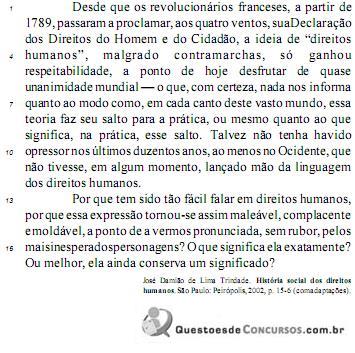 1 Desde que os revolucionários franceses, a partir de
1789, passaram a proclamar, aos quatro ventos, suaDeclaração
dos Direitos do Homem e do Cidadão, a ideia de “direitos
4 humanos”, malgrado contramarchas, só ganhou
respeitabilidade, a ponto de hoje desfrutar de quase
unanimidade mundial — o que, com certeza, nada nos informa
7 quanto ao modo como, em cada canto deste vasto mundo, essa
teoria faz seu salto para a prática, ou mesmo quanto ao que
significa, na prática, esse salto. Talvez não tenha havido
10 opressor nos últimos duzentos anos, ao menos no Ocidente, que
não tivesse, em algum momento, lançado mão da linguagem
dos direitos humanos.
13 Por que tem sido tão fácil falar em direitos humanos,
por que essa expressão tornou-se assim maleável, complacente
e moldável, a ponto de a vermos pronunciada, sem rubor, pelos
16 mais inesperados personagens? O que significa ela exatamente?
Ou melhor, ela ainda conserva um significado?
José Damião de Lima Trindade. História social dos direitos
humanos. São Paulo: Peirópolis, 2002, p. 15-6 (com adaptações).
QuestoesdeConcursos.com.br